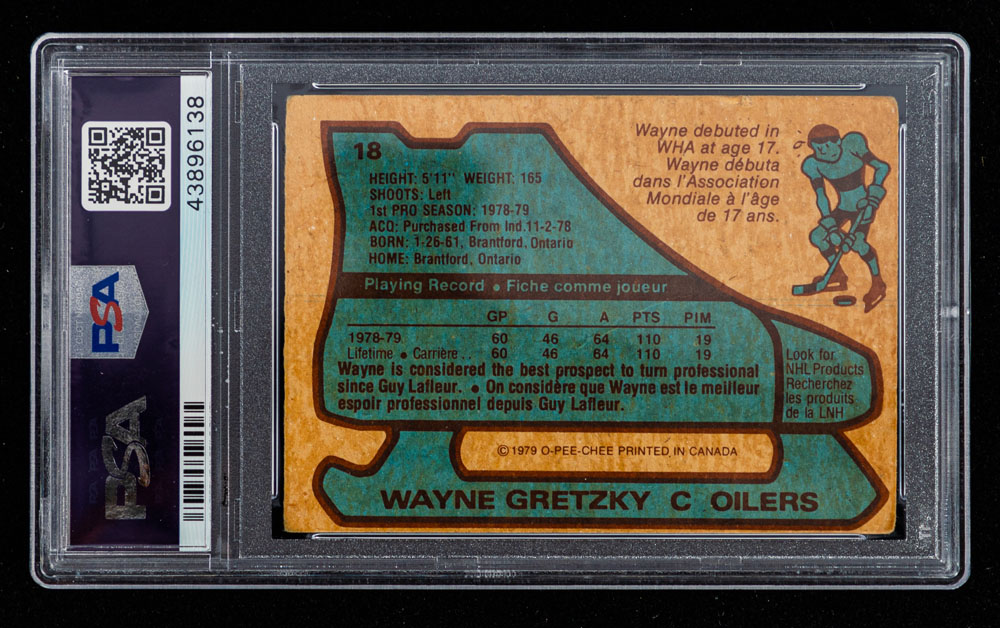 43896138
PSA
PSA
18
HEIGHT: 5'11" WEIGHT: 165
SHOOTS: Left
1st PRO SEASON: 1978-79
ACQ: Purchased From Ind.11-2-78
BORN: 1-26-61, Brantford, Ontario
HOME: Brantford, Ontario
Wayne debuted in
WHA at age 17.
Wayne débuta
dans l'Association
Mondiale à l'âge
de 17 ans.
Playing Record • Fiche comme joueur
GP G A PTS PIM
1978-79 60 46 64 110 19
Lifetime • Carrière .. 60 46 64 110 19
Wayne is considered the best prospect to turn professional
since Guy Lafleur. • On considère que Wayne est le meilleur
espoir professionnel depuis Guy Lafleur.
Look for
NHL Products
Recherchez
les produits
de la LNH
©1979 O-PEE-CHEE PRINTED IN CANADA
WAYNE GRETZKY C OILERS